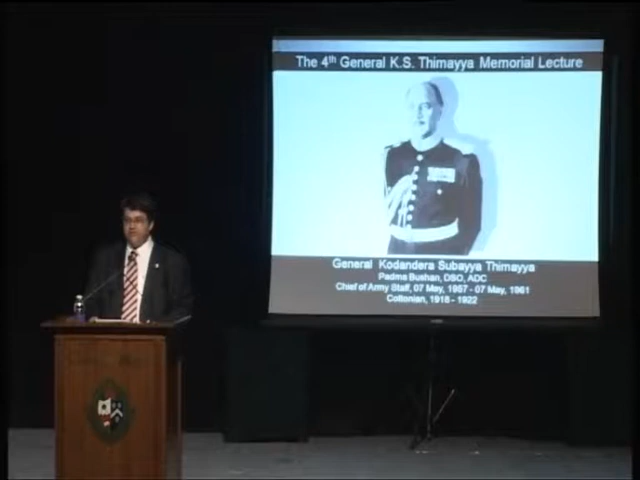 The 4th General K.S. Thimayya Memorial Lecture
General Kodandera Subayya Thimayya
Padma Bushan, DSO, ADC
Chief of Army Staff, 07 May, 1957 - 07 May, 1961
Cottonian, 1918 - 1922